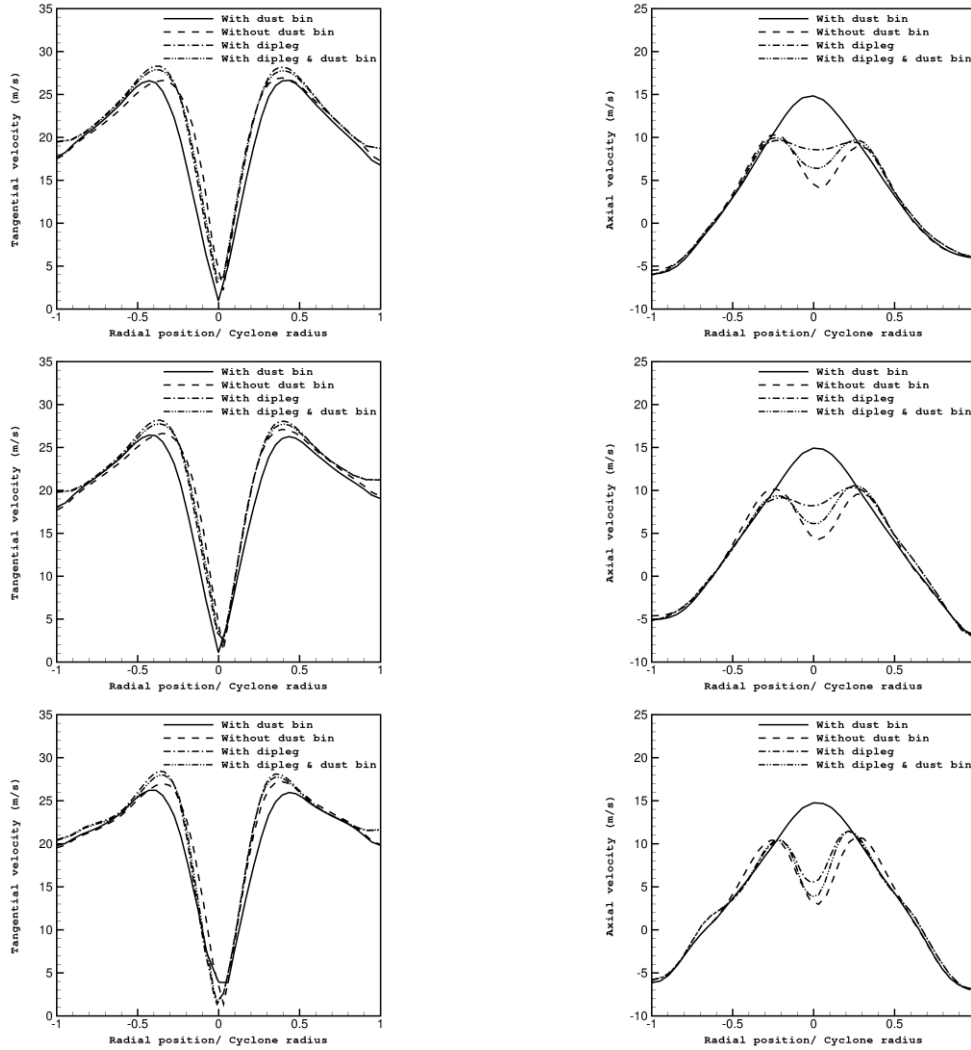 35
30
25
20
15
10
5
0
Tangential velocity (m/s)
With dust bin
Without dust bin
With dipleg
With dipleg & dust bin
-1 -0.5 0 0.5 1
Radial position/ Cyclone radius
25
20
15
10
5
0
-5
-10
Axial velocity (m/s)
With dust bin
Without dust bin
With dipleg
With dipleg & dust bin
-1 -0.5 0 0.5
Radial position/ Cyclone radius
35
30
25
20
15
10
5
0
Tangential velocity (m/s)
With dust bin
Without dust bin
With dipleg
With dipleg & dust bin
-1 -0.5 0 0.5 1
Radial position/ Cyclone radius
25
20
15
10
5
0
-5
-10
Axial velocity (m/s)
With dust bin
Without dust bin
With dipleg
With dipleg & dust bin
-1 -0.5 0 0.5
Radial position/ Cyclone radius
35
30
25
20
15
10
5
0
Tangential velocity (m/s)
With dust bin
Without dust bin
With dipleg
With dipleg & dust bin
-1 -0.5 0 0.5 1
Radial position/ Cyclone radius
25
20
15
10
5
0
-5
-10
Axial velocity (m/s)
With dust bin
Without dust bin
With dipleg
With dipleg & dust bin
-1 -0.5 0 0.5
Radial position/ Cyclone radius